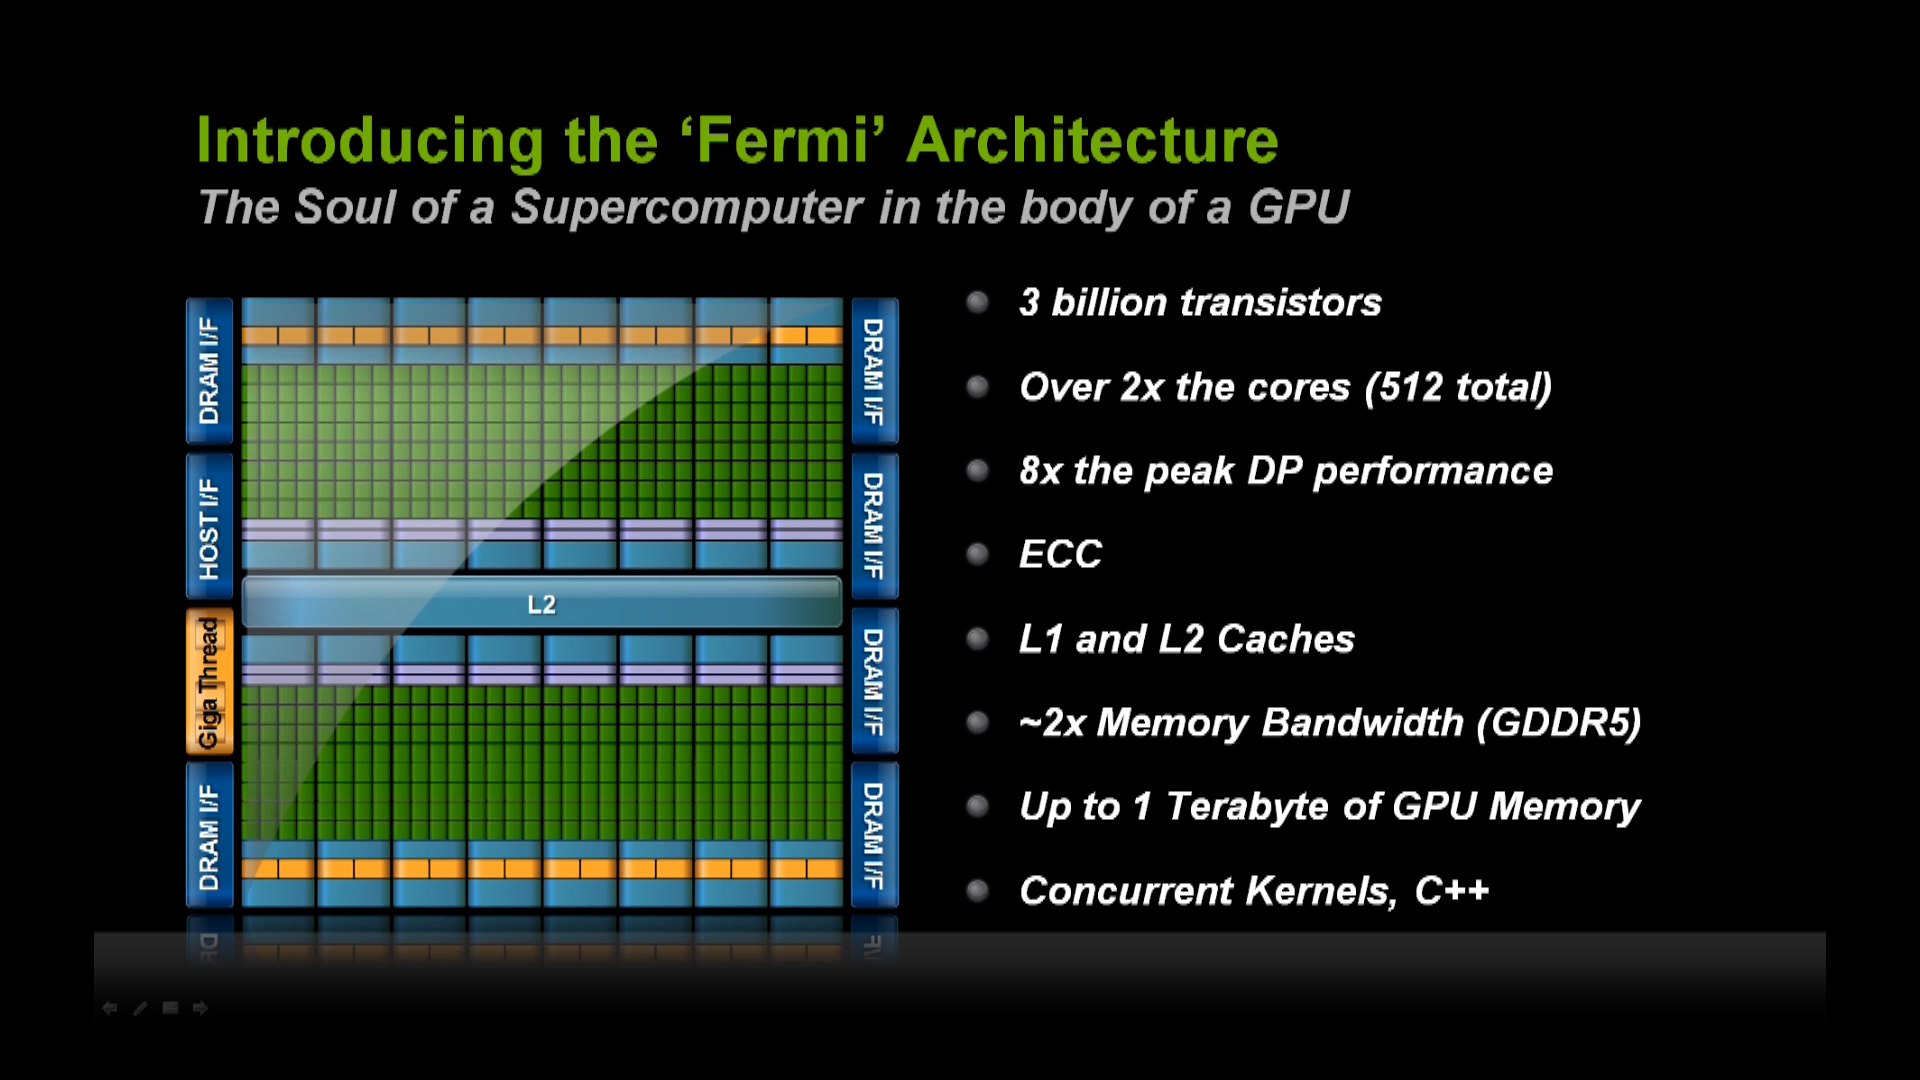 Introducing the ‘Fermi’ Architecture
The Soul of a Supercomputer in the body of a GPU
DRAM I/F
HOST I/F
Giga Thread
DRAM I/F
L2
DRAM I/F
DRAM I/F
DRAM I/F
DRAM I/F
3 billion transistors
Over 2x the cores (512 total)
8x the peak DP performance
ECC
L1 and L2 Caches
~2x Memory Bandwidth (GDDR5)
Up to 1 Terabyte of GPU Memory
Concurrent Kernels, C++